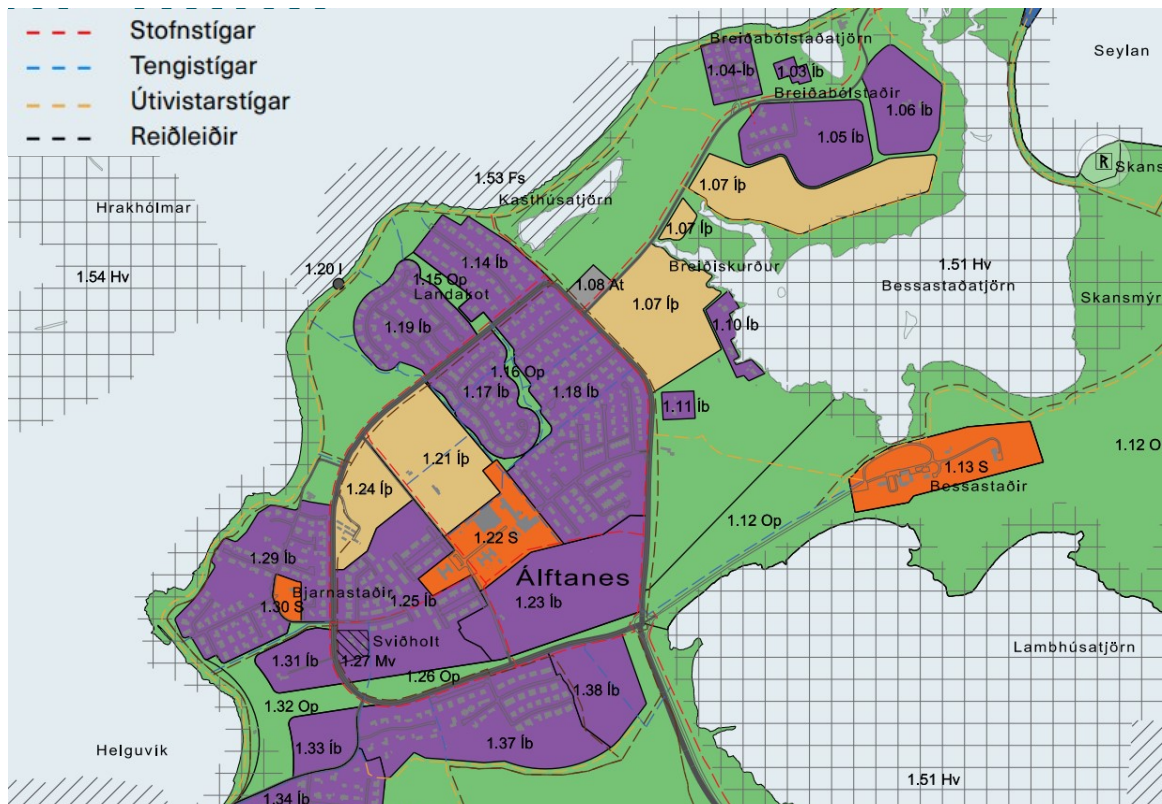 Stofnstígar
Tengistígar
Útivistarstígar
Reiðleiðir
Breiðabólstaðatjörn
Seylan
1.04-Íb
1.03 Íb
Breiðabólstaðir
1.06 Íb
1.05 Íb
Skans
1.53 Fs
1.07 Íþ
Kasthúsatjörn
Hrakhólmar
1.07 Íþ
1.14 Íb
Breiðiskurður
1.51 Hv
1.20 I
1.15 Op
1.08 At
1.54 Hv
Bessastaðatjörn
Landakot
Skansmýr
1.07 Íþ
1.19 Íb
1.10 Íb
1.16 Op
1.17 Íb
1.18 Íb
1.11 Íb
1.12 O
1.21 Íþ
1.13 S
Bessastaðir
1.24 Íþ
1.12 Op
1.22 S
1.29 Íb
Álftanes
Bjarnastaðir
1.25 Íb
1.23 Íb
1.30 S
Sviðholt
Lambhúsatjörn
1.31 Íb
1.27 Mv
1.26 Op
1.38 Íb
1.32 Op
1.37 Íb
1.33 Íb
Helguvík
1.51 Hv
1.34 Íb